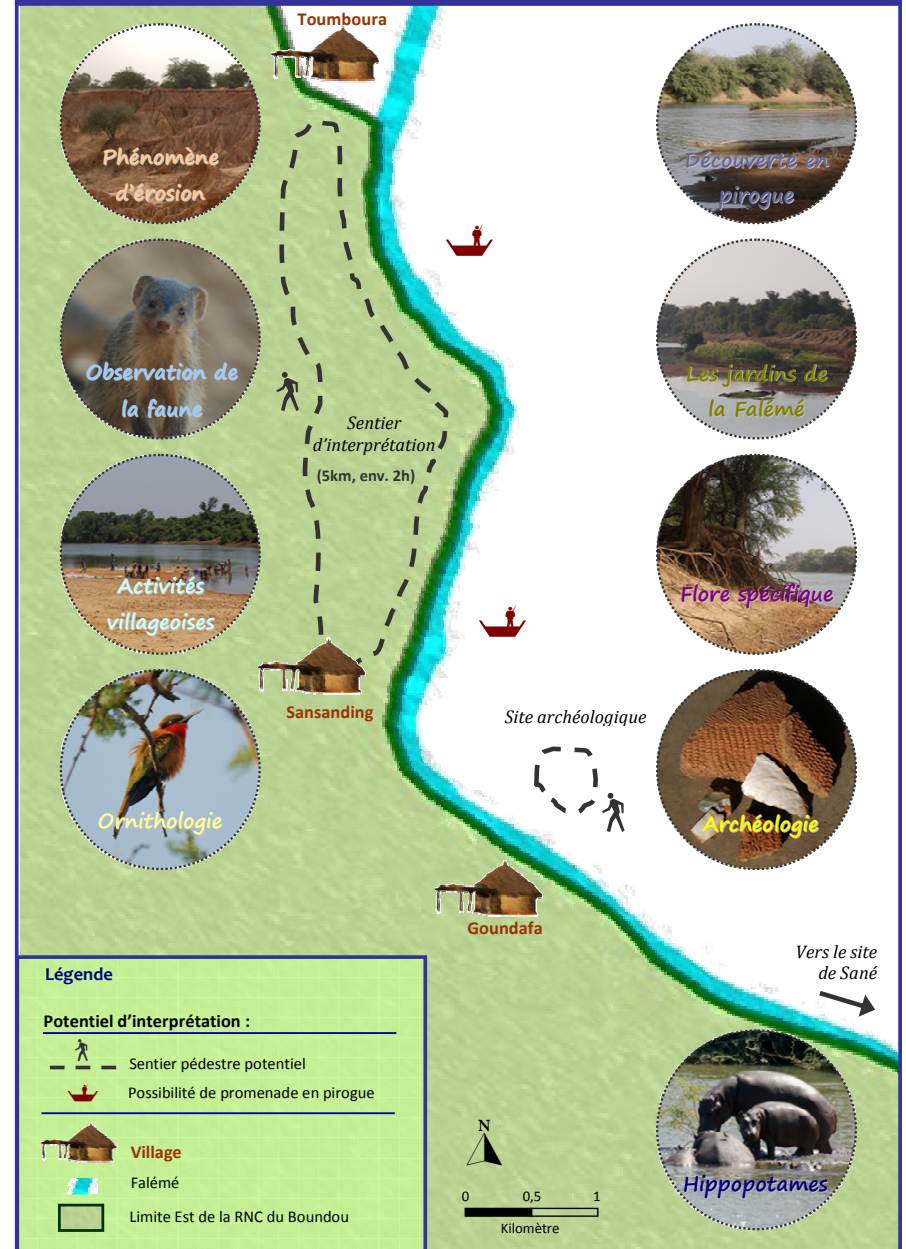 Toumboura
Phénomène
d'érosion
Découverte en
pirogue
Observation de
la faune
Les jardins de
la Falémé
Sentier
d'interprétation
(5km, env. 2h)
Activités
villageoises
Flore spécifique
Sansanding
Site archéologique
Ornithologie
Archéologie
Goundafa
Vers le site
de Sané
Légende
Potentiel d'interprétation :
Sentier pédestre potentiel
Possibilité de promenade en pirogue
Village
Falémé
Limite Est de la RNC du Boundou
N
0 0,5 1
Kilomètre
Hippopotames